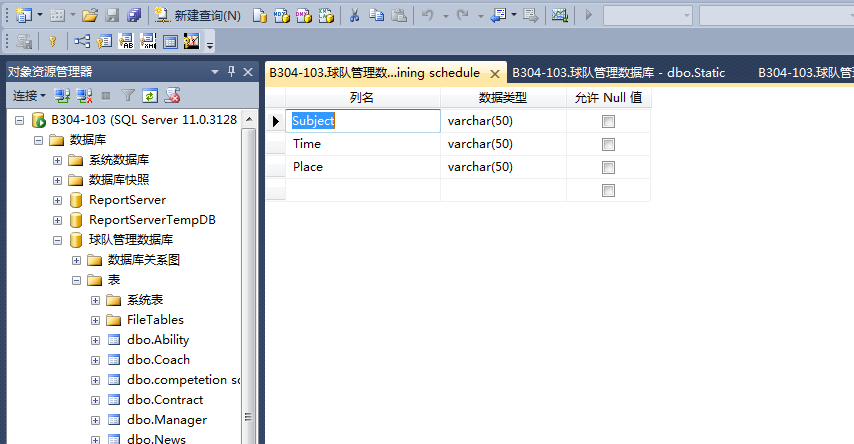 新建查询(N)
对象资源管理器
连接
B304-103 (SQL Server 11.0.3128
数据库
系统数据库
数据库快照
ReportServer
ReportServerTempDB
球队管理数据库
数据库关系图
表
系统表
FileTables
dbo.Ability
dbo.Coach
dbo.competetion sc
dbo.Contract
dbo.Manager
dbo.News
B304-103.球队管理数...ining schedule
B304-103.球队管理数据库 - dbo.Static
B304-103.球队管理
列名 数据类型 允许 Null 值
Subject varchar(50)
Time varchar(50)
Place varchar(50)